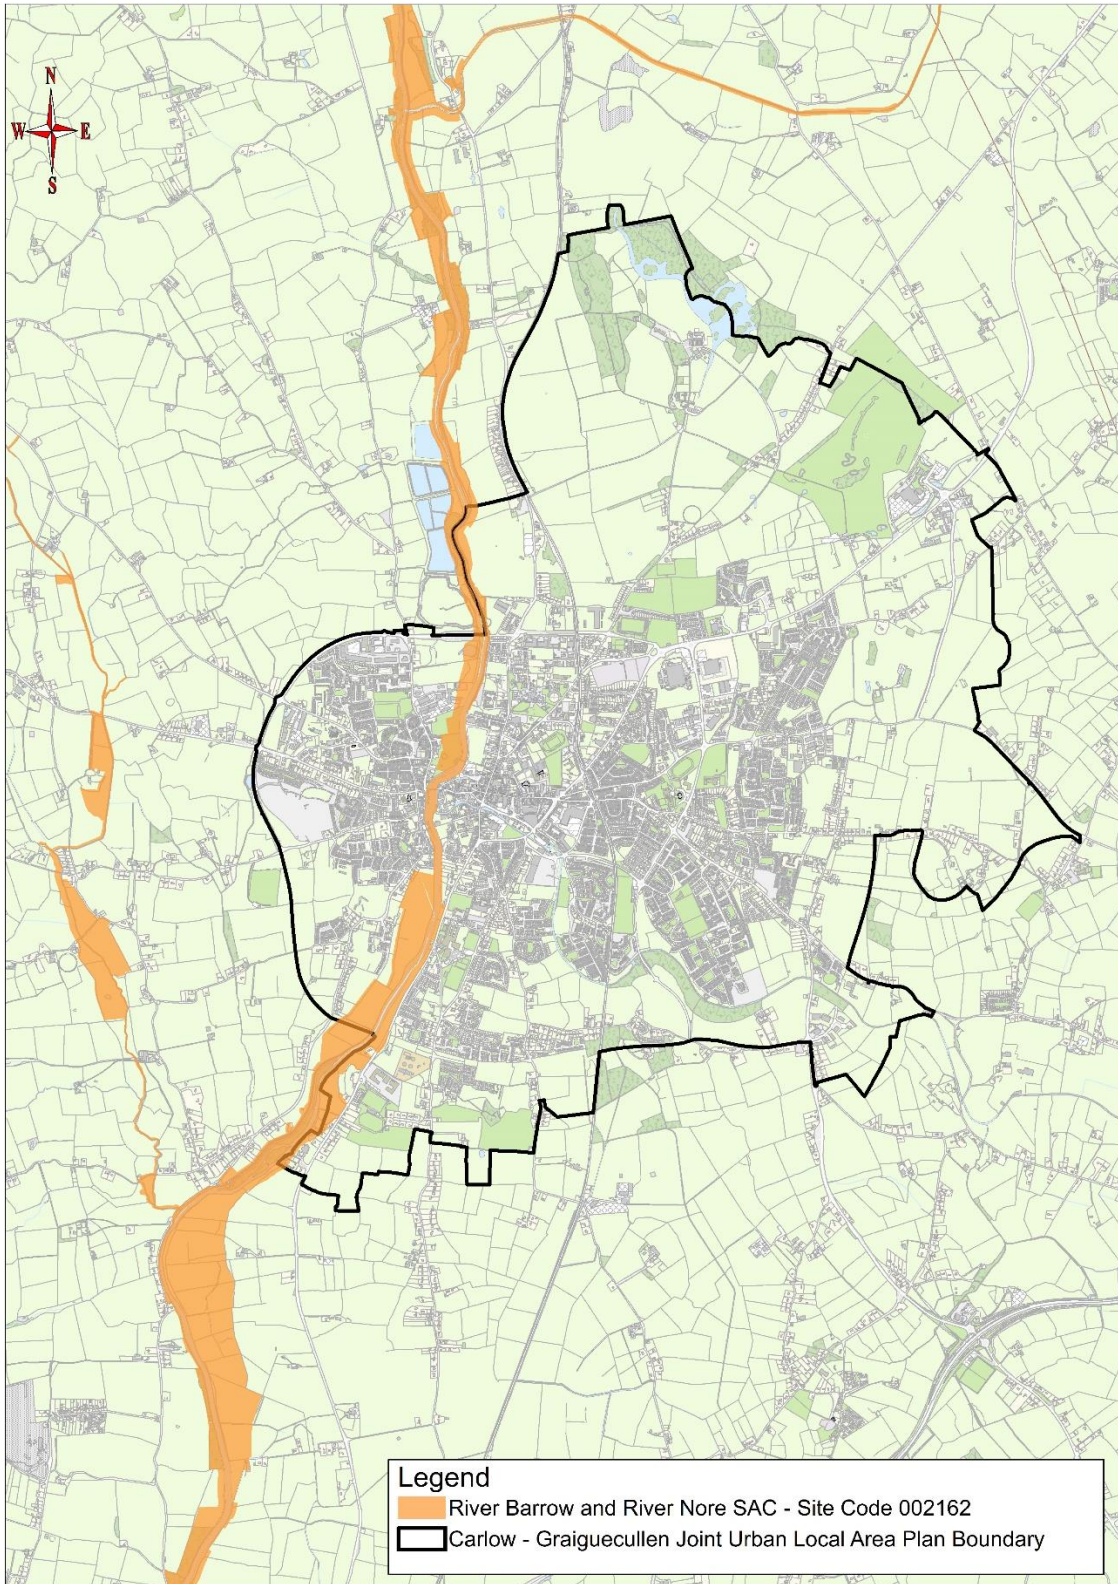 N
W E
S
Legend
River Barrow and River Nore SAC - Site Code 002162
Carlow - Graiguecullen Joint Urban Local Area Plan Boundary